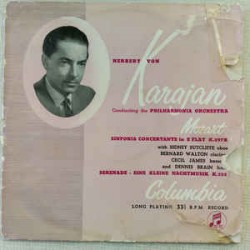 HERBERT VON
Karajan
Conducting the PHILHARMONIA ORCHESTRA
Mozart
SINFONIA CONCERTANTE in E FLAT K.297B
with SIDNEY SUTCLIFFE oboe
BERNARD WALTON clarinet
CECIL JAMES bassoon
and DENNIS BRAIN horn
SERENADE - EINE KLEINE NACHTMUSIK K.525
Columbia
LONG PLAYING 33⅓ R.P.M. RECORD